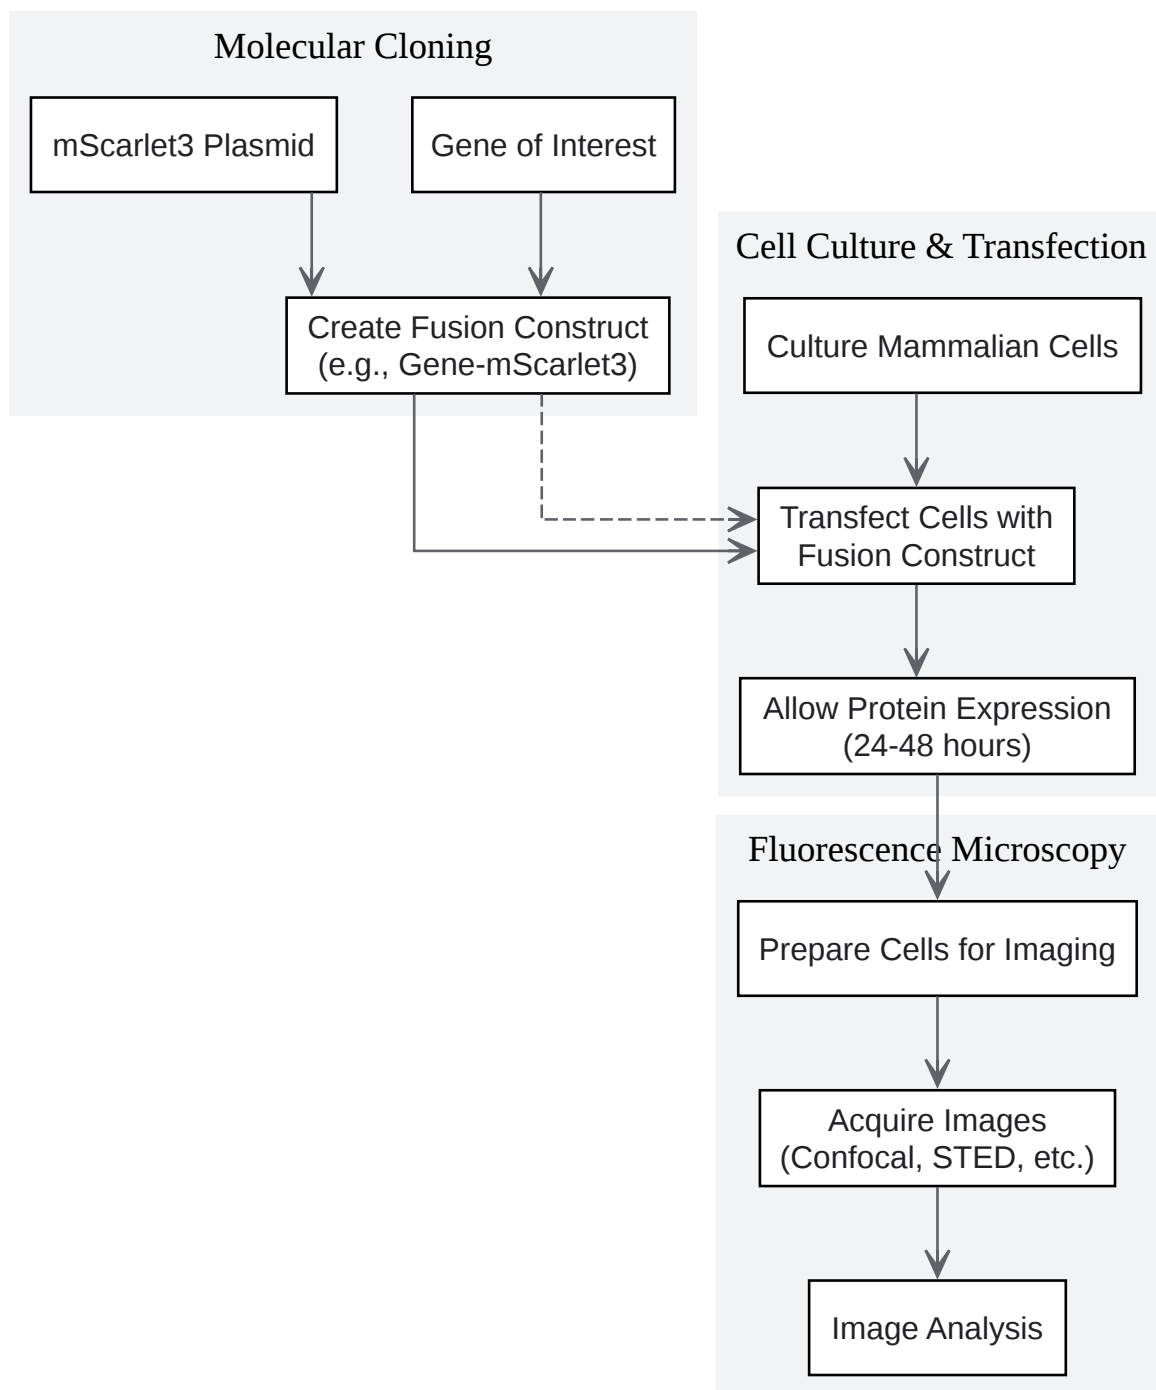 Molecular Cloning
mScarlet3 Plasmid
Gene of Interest
Create Fusion Construct
(e.g., Gene-mScarlet3)
Cell Culture & Transfection
Culture Mammalian Cells
Transfect Cells with
Fusion Construct
Allow Protein Expression
(24-48 hours)
Fluorescence Microscopy
Prepare Cells for Imaging
Acquire Images
(Confocal, STED, etc.)
Image Analysis